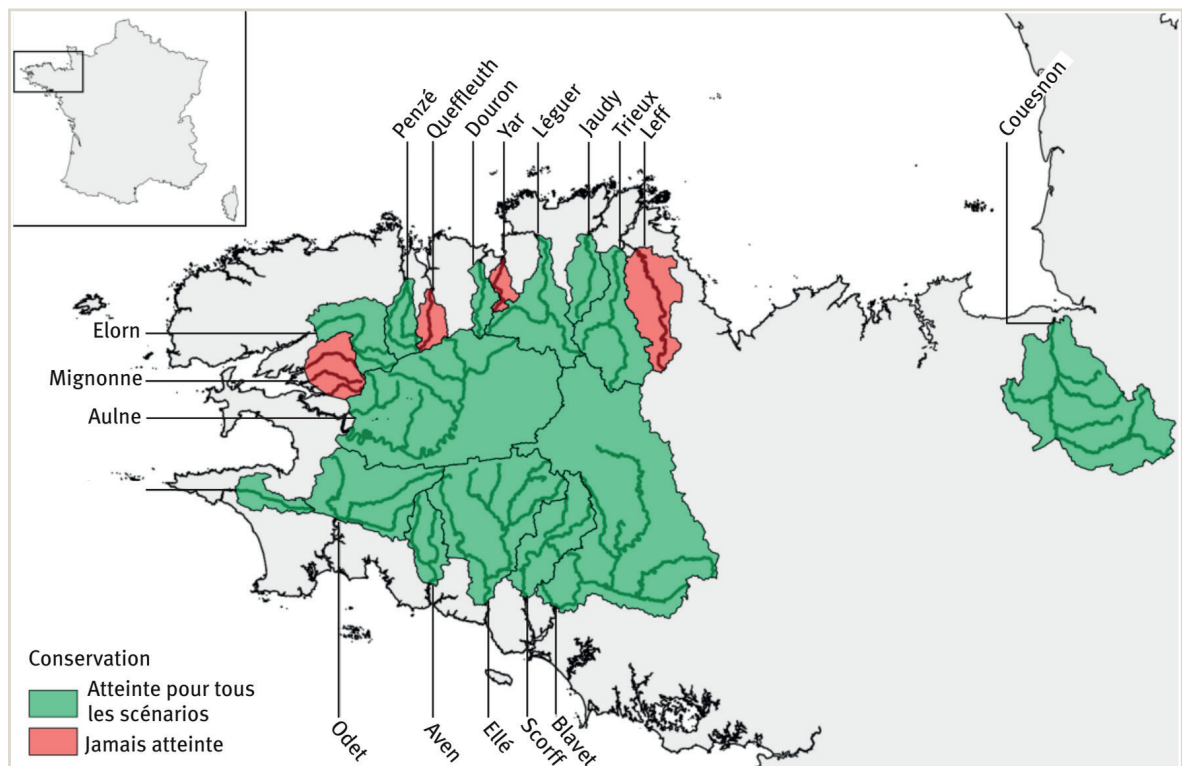 Penzé
Queffleuth
Douron
Yar
Léguer
Jaudy
Trieux
Leff
Couesnon
Elorn
Mignonne
Aulne
Odet
Aven
Ellé
Scorff
Blavet
Conservation
Atteinte pour tous
les scénarios
Jamais atteinte